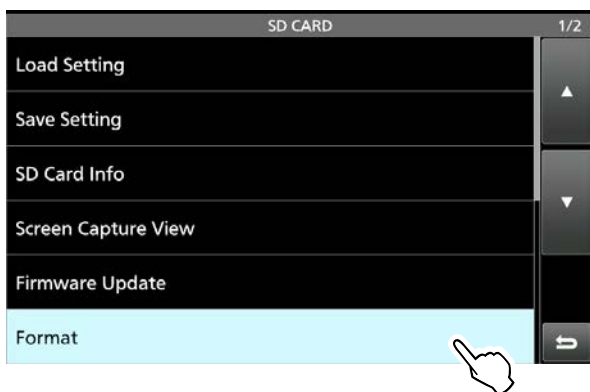 SD CARD 1/2
Load Setting
Save Setting
SD Card Info
Screen Capture View
Firmware Update
Format